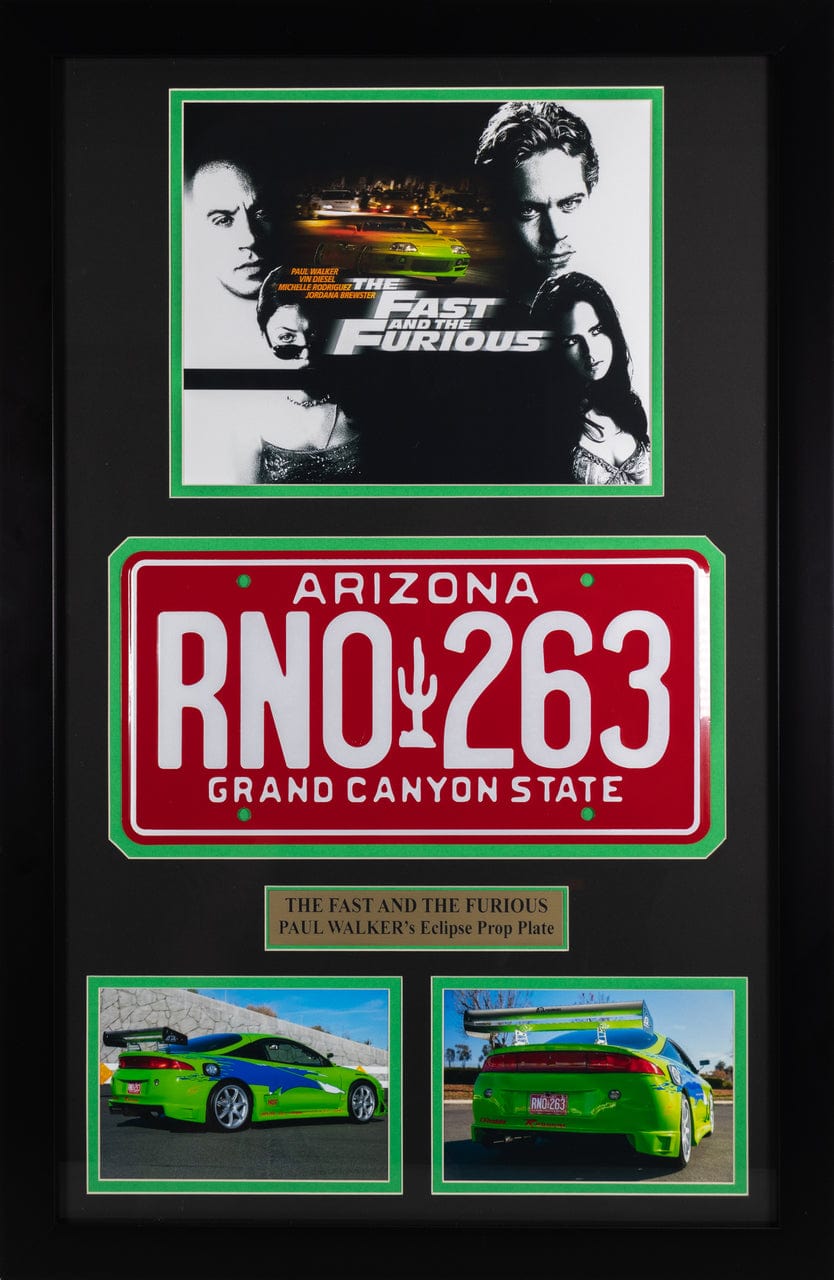 PAUL WALKER
VIN DIESEL
MICHELLE RODRIGUEZ
JORDANA BREWSTER
THE
FAST
AND THE
FURIOUS
ARIZONA
RNO 263
GRAND CANYON STATE
THE FAST AND THE FURIOUS
PAUL WALKER's Eclipse Prop Plate
RNO 263